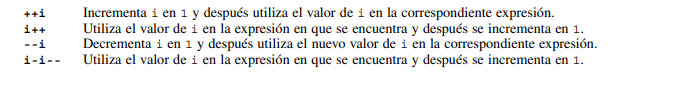 ++i Incrementa i en 1 y después utiliza el valor de i en la correspondiente expresión.
i++ Utiliza el valor de i en la expresión en que se encuentra y después se incrementa en 1.
--i Decrementa i en 1 y después utiliza el nuevo valor de i en la correspondiente expresión.
i-i-- Utiliza el valor de i en la expresión en que se encuentra y después se incrementa en 1.